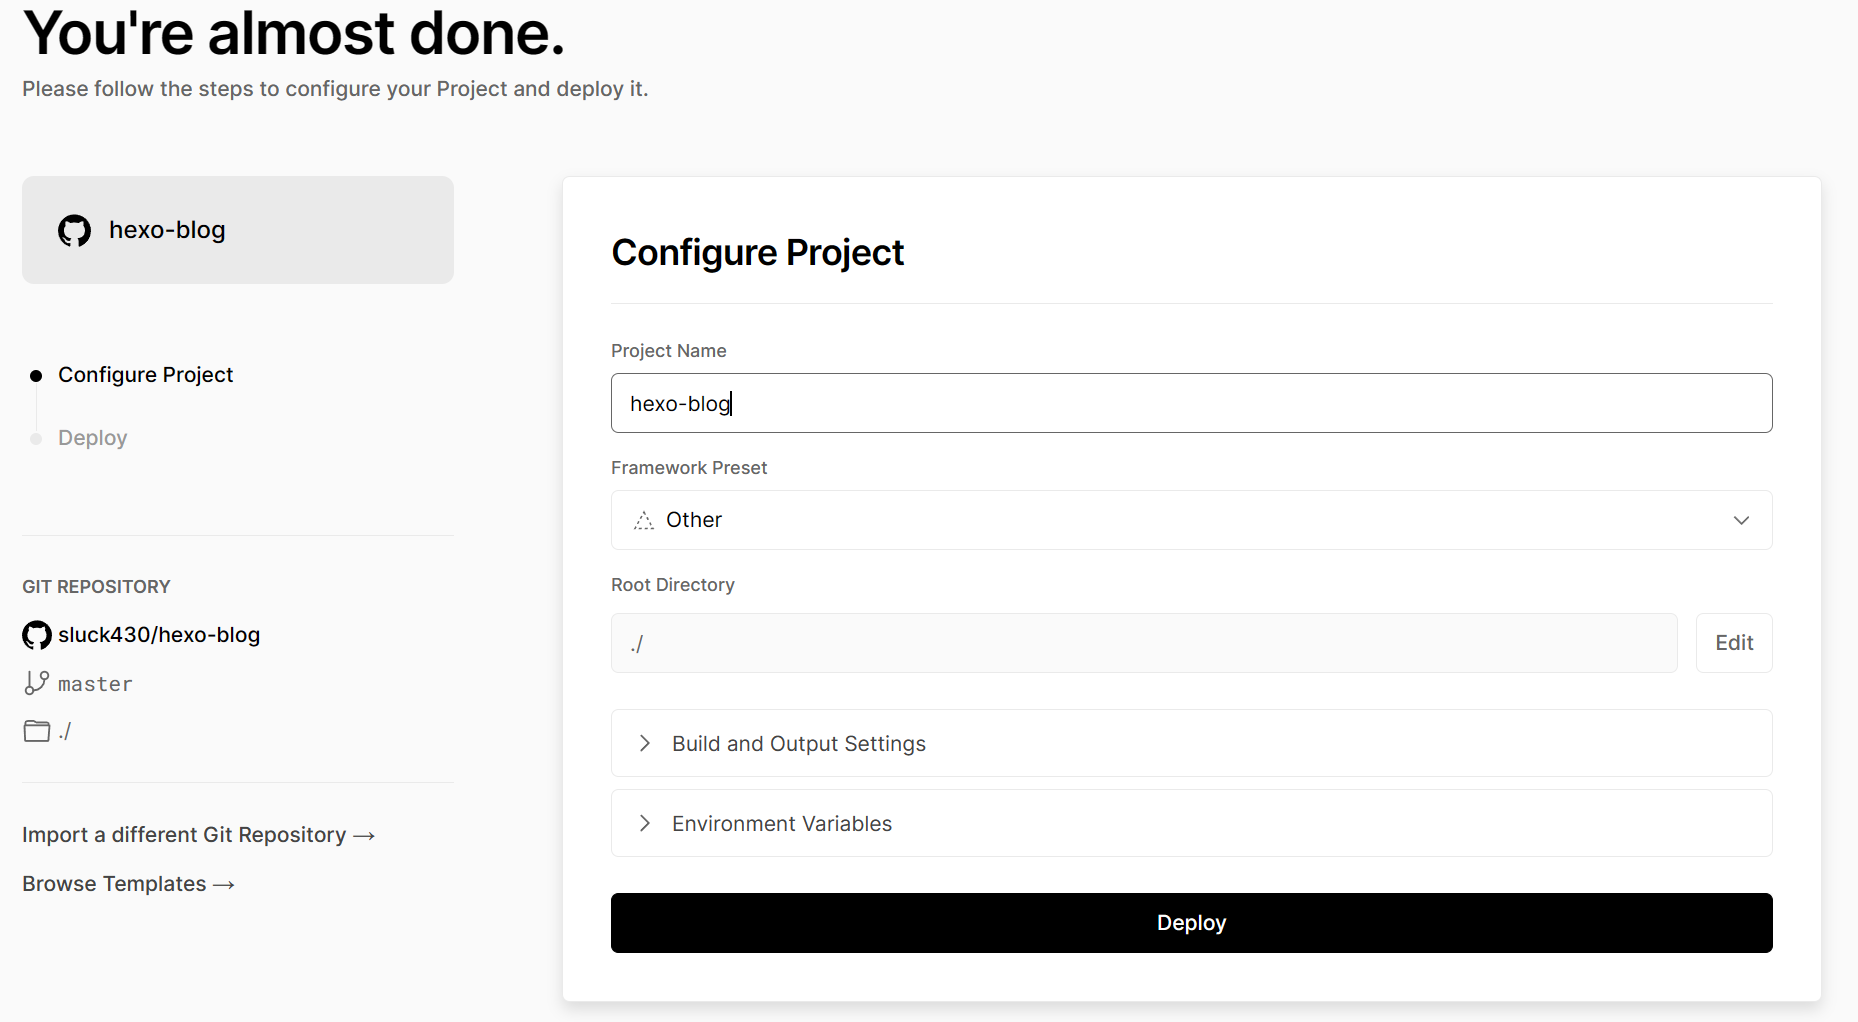 You're almost done.
Please follow the steps to configure your Project and deploy it.
hexo-blog
Configure Project
Deploy
GIT REPOSITORY
sluck430/hexo-blog
master
./
Import a different Git Repository →
Browse Templates →
Configure Project
Project Name
hexo-blog
Framework Preset
Other
Root Directory
./
Edit
Build and Output Settings
Environment Variables
Deploy